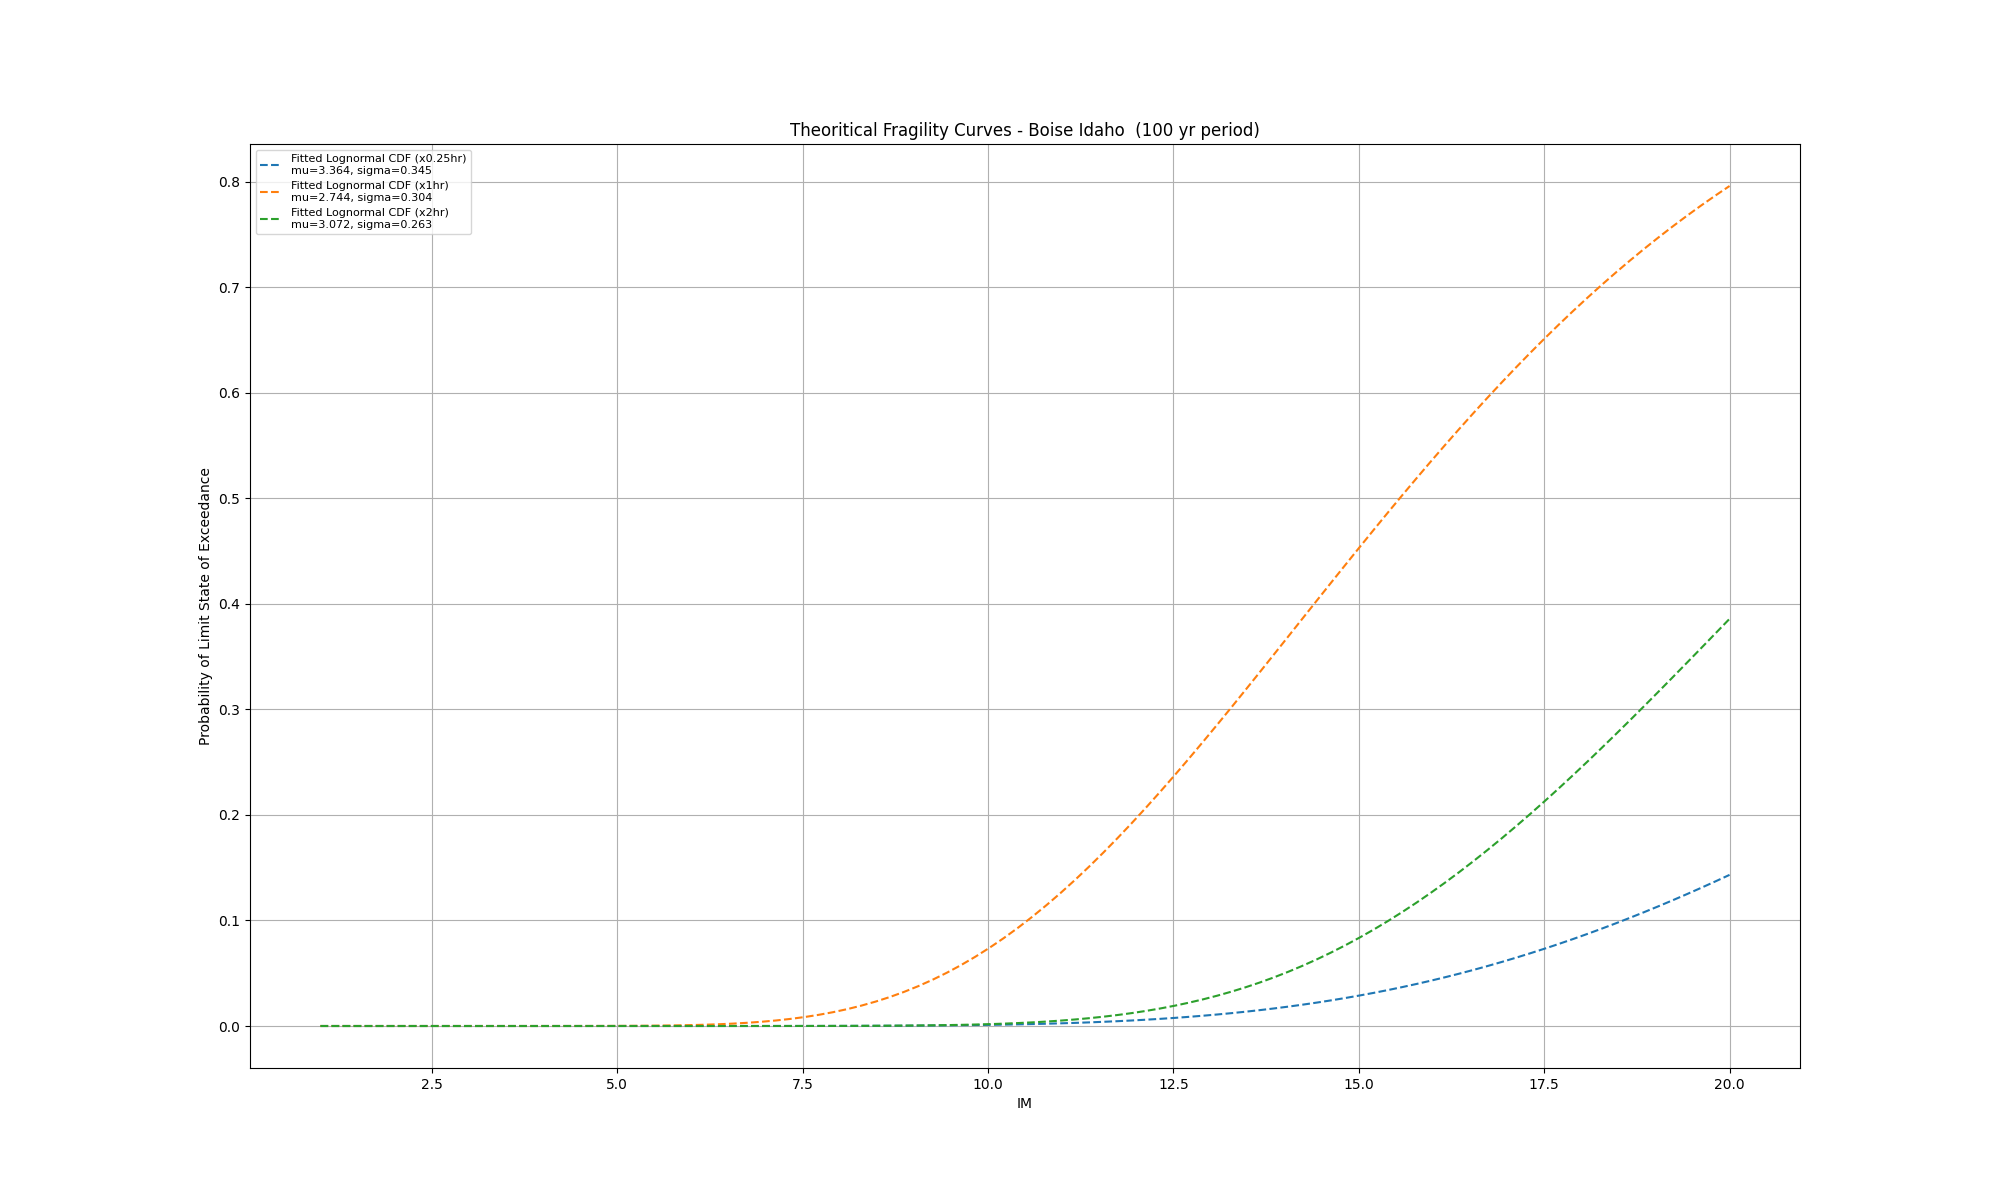 Theoritical Fragility Curves - Boise Idaho  (100 yr period)
Fitted Lognormal CDF (x0.25hr)
mu=3.364, sigma=0.345
Fitted Lognormal CDF (x1hr)
mu=2.744, sigma=0.304
Fitted Lognormal CDF (x2hr)
mu=3.072, sigma=0.263
Probability of Limit State of Exceedance
0.8
0.7
0.6
0.5
0.4
0.3
0.2
0.1
0.0
2.5 5.0 7.5 10.0 12.5 15.0 17.5 20.0
IM